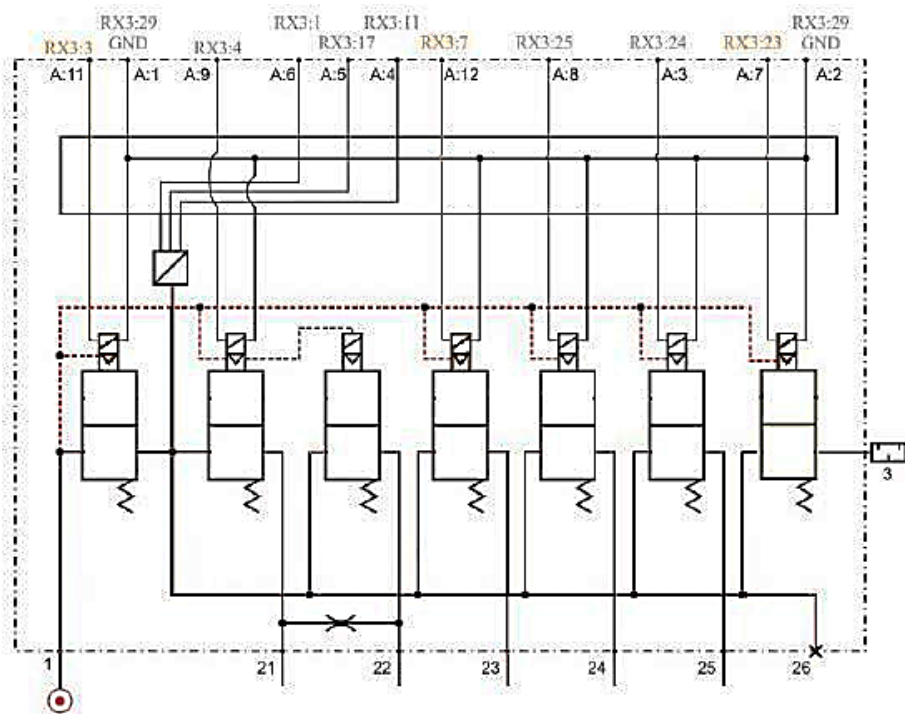 RX3:3
RX3:29
GND
RX3:4
RX3:1
RX3:17
RX3:11
RX3:7
RX3:25
RX3:24
RX3:23
RX3:29
GND
A:11
A:1
A:9
A:6
A:5
A:4
A:12
A:8
A:3
A:7
A:2
3
1
21
22
23
24
25
26